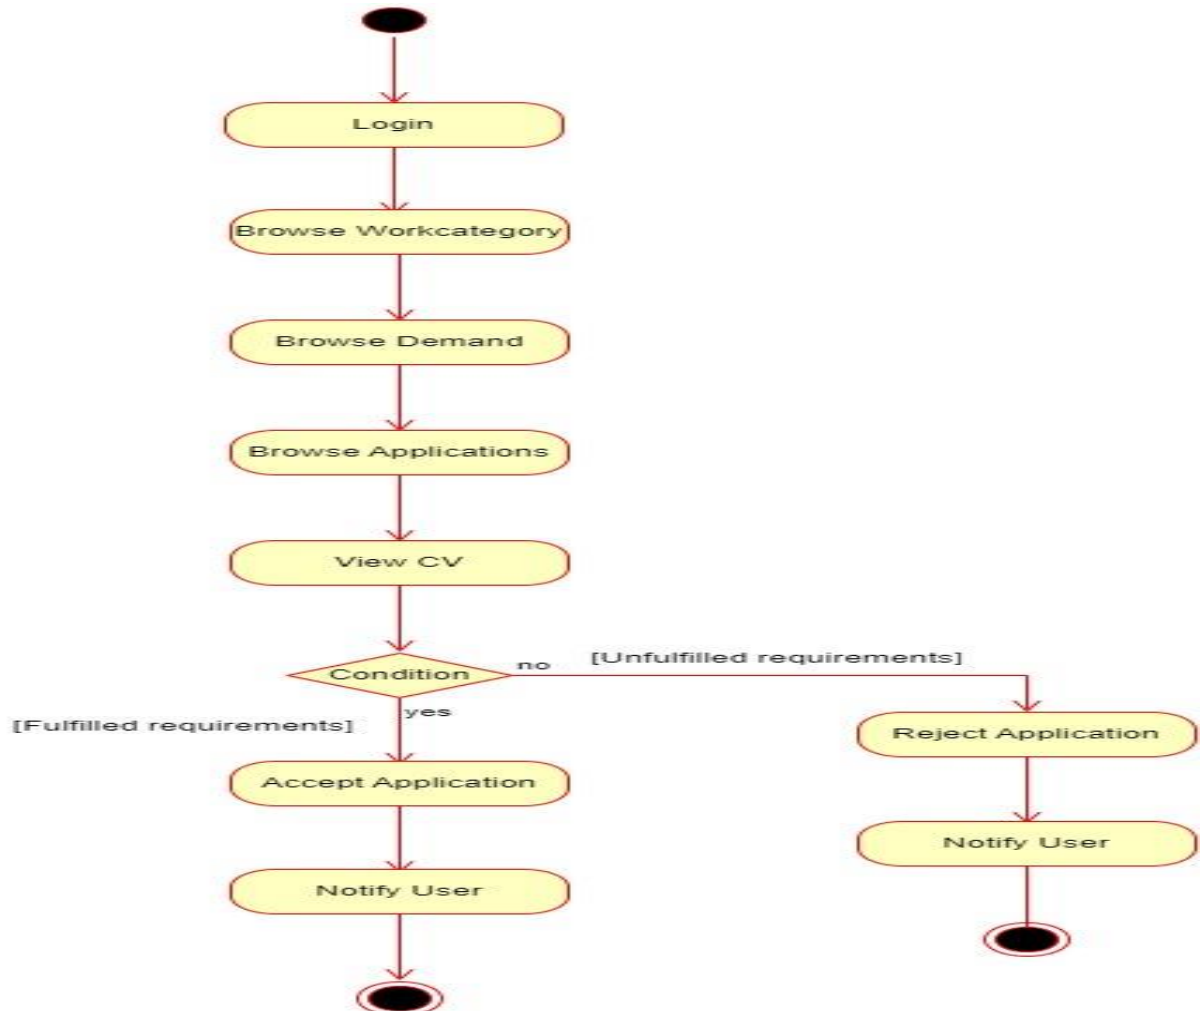 Login
Browse Workcategory
Browse Demand
Browse Applications
View CV
Condition
no
[Unfulfilled requirements]
yes
[Fulfilled requirements]
Reject Application
Accept Application
Notify User
Notify User